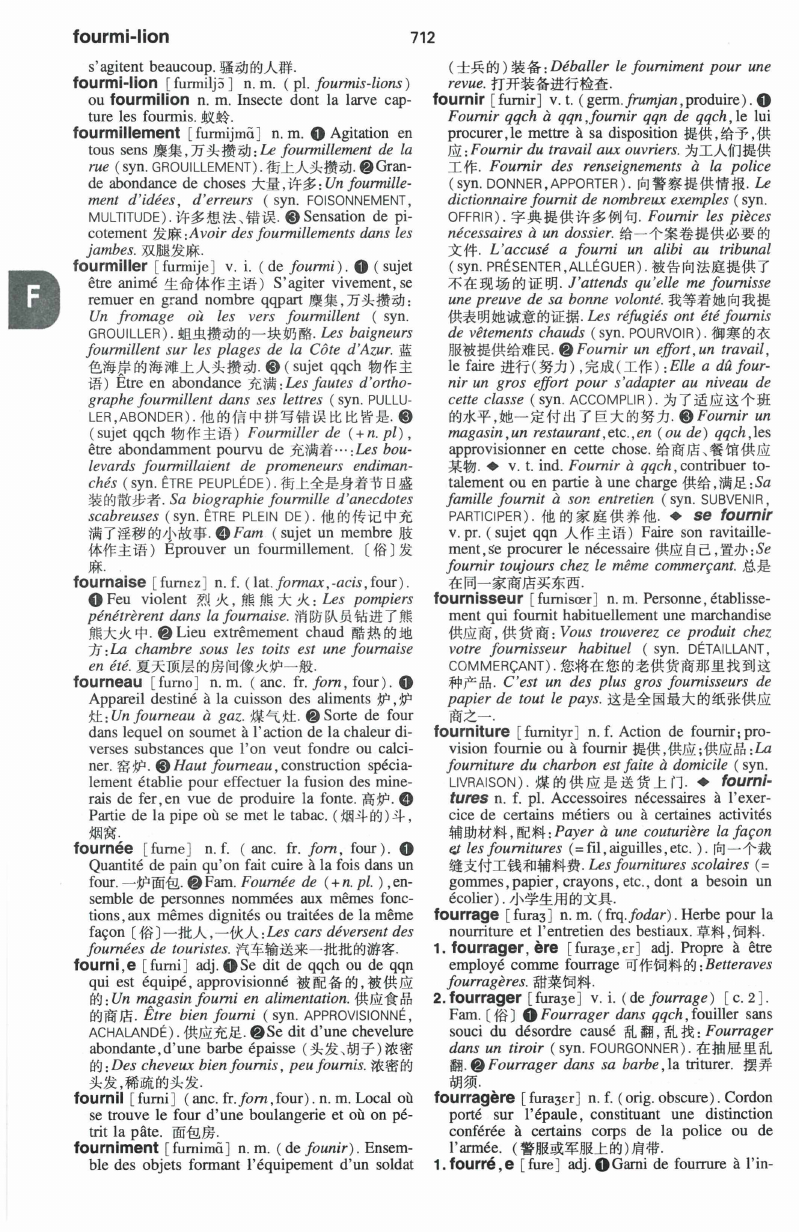 fourmi-lion
712
s'agitent beaucoup. 骚动的人群.
fourmi-lion [furmiljɔ̃] n. m. ( pl. fourmis-lions)
ou fourmilion n. m. Insecte dont la larve cap-
ture les fourmis. 蚁蛉.
fourmillement [furmijmɑ̃] n. m. ❶ Agitation en
tous sens 麇集,万头攒动:Le fourmillement de la
rue (syn. GROUILLEMENT). 街上人头攒动. ❷Gran-
de abondance de choses 大量,许多:Un fourmille-
ment d'idées, d'erreurs ( syn. FOISONNEMENT,
MULTITUDE). 许多想法、错误. ❸ Sensation de pi-
cotement 发麻:Avoir des fourmillements dans les
jambes. 双腿发麻.
fourmiller [furmije] v. i. (de fourmi). ❶ ( sujet
être animé 生命体作主语) S'agiter vivement, se
remuer en grand nombre qqpart 麇集,万头攒动:
Un fromage où les vers fourmillent ( syn.
GROUILLER). 蛆虫攒动的一块奶酪. Les baigneurs
fourmillent sur les plages de la Côte d'Azur. 蓝
色海岸的海滩上人头攒动. ❸ (sujet qqch 物作主
语) Être en abondance 充满:Les fautes d'ortho-
graphe fourmillent dans ses lettres (syn. PULLU-
LER,ABONDER). 他的信中拼写错误比比皆是. ❸
(sujet qqch 物作主语) Fourmiller de (+n. pl),
être abondamment pourvu de 充满着…:Les bou-
levards fourmillaient de promeneurs endiman-
chés (syn. ÊTRE PEUPLÉDE). 街上全是身着节日盛
装的散步者. Sa biographie fourmille d'anecdotes
scabreuses (syn. ÊTRE PLEIN DE). 他的传记中充
满了淫秽的小故事. ❹ Fam (sujet un membre 肢
体作主语) Éprouver un fourmillement. 〔俗〕发
麻.
fournaise [furnɛz] n. f. (lat. formax,-acis,four).
❶ Feu violent 烈火,熊熊大火: Les pompiers
pénétrèrent dans la fournaise. 消防队员钻进了熊
熊大火中. ❷ Lieu extrêmement chaud 酷热的地
方:La chambre sous les toits est une fournaise
en été. 夏天顶层的房间像火炉一般.
fourneau [furno] n. m. ( anc. fr. forn, four). ❶
Appareil destiné à la cuisson des aliments 炉,炉
灶:Un fourneau à gaz. 煤气灶. ❷ Sorte de four
dans lequel on soumet à l'action de la chaleur di-
verses substances que l'on veut fondre ou calci-
ner. 窑炉. ❸ Haut fourneau,construction spécia-
lement établie pour effectuer la fusion des mine-
rais de fer,en vue de produire la fonte. 高炉. ❹
Partie de la pipe où se met le tabac. (烟斗的)斗,
烟窝.
fournée [furne] n. f. ( anc. fr. forn, four). ❶
Quantité de pain qu'on fait cuire à la fois dans un
four. 一炉面包. ❷Fam. Fournée de (+n. pl. ),en-
semble de personnes nommées aux mêmes fonc-
tions,aux mêmes dignités ou traitées de la même
façon〔俗〕一批人,一伙人:Les cars déversent des
fournées de touristes. 汽车输送来一批批的游客.
fourni,e [furni] adj. ❶Se dit de qqch ou de qqn
qui est équipé, approvisionné 被配备的,被供应
的:Un magasin fourni en alimentation. 供应食品
的商店. Être bien fourni ( syn. APPROVISIONNÉ,
ACHALANDÉ). 供应充足. ❷Se dit d'une chevelure
abondante,d'une barbe épaisse (头发、胡子)浓密
的:Des cheveux bien fournis, peu fournis. 浓密的
头发,稀疏的头发.
fournil [furni] (anc. fr. forn,four). n. m. Local où
se trouve le four d'une boulangerie et où on pé-
trit la pâte. 面包房.
fourniment [furnimɑ̃] n. m. (de founir). Ensem-
ble des objets formant l'équipement d'un soldat
(士兵的)装备:Déballer le fourniment pour une
revue. 打开装备进行检查.
fournir [furnir] v. t. (germ. frumjan,produire). ❶
Fournir qqch à qqn,fournir qqn de qqch, le lui
procurer,le mettre à sa disposition 提供,给予,供
应:Fournir du travail aux ouvriers. 为工人们提供
工作. Fournir des renseignements à la police
(syn. DONNER,APPORTER). 向警察提供情报. Le
dictionnaire fournit de nombreux exemples (syn.
OFFRIR). 字典提供许多例句. Fournir les pièces
nécessaires à un dossier. 给一个案卷提供必要的
文件. L'accusé a fourni un alibi au tribunal
(syn. PRÉSENTER,ALLÉGUER). 被告向法庭提供了
不在现场的证明. J'attends qu'elle me fournisse
une preuve de sa bonne volonté. 我等着她向我提
供表明她诚意的证据. Les réfugiés ont été fournis
de vêtements chauds (syn. POURVOIR). 御寒的衣
服被提供给难民. ❷ Fournir un effort,un travail,
le faire 进行(努力),完成(工作):Elle a dû four-
nir un gros effort pour s'adapter au niveau de
cette classe (syn. ACCOMPLIR). 为了适应这个班
的水平,她一定付出了巨大的努力. ❸ Fournir un
magasin,un restaurant,etc.,en (ou de) qqch,les
approvisionner en cette chose. 给商店、餐馆供应
某物. ◆ v. t. ind. Fournir à qqch,contribuer to-
talement ou en partie à une charge 供给,满足:Sa
famille fournit à son entretien (syn. SUBVENIR,
PARTICIPER). 他的家庭供养他. ◆ se fournir
v. pr. (sujet qqn 人作主语) Faire son ravitaille-
ment,se procurer le nécessaire 供应自己,置办:Se
fournir toujours chez le même commerçant. 总是
在同一家商店买东西.
fournisseur [furnisœr] n. m. Personne,établisse-
ment qui fournit habituellement une marchandise
供应商,供货商: Vous trouverez ce produit chez
votre fournisseur habituel ( syn. DÉTAILLANT,
COMMERÇANT). 您将在您的老供货商那里找到这
种产品. C'est un des plus gros fournisseurs de
papier de tout le pays. 这是全国最大的纸张供应
商之一.
fourniture [furnityr] n. f. Action de fournir; pro-
vision fournie ou à fournir 提供,供应;供应品:La
fourniture du charbon est faite à domicile (syn.
LIVRAISON). 煤的供应是送货上门. ◆ fourni-
tures n. f. pl. Accessoires nécessaires à l'exer-
cice de certains métiers ou à certaines activités
辅助材料,配料:Payer à une couturière la façon
et les fournitures (=fil,aiguilles,etc. ). 向一个裁
缝支付工钱和辅料费. Les fournitures scolaires (=
gommes,papier, crayons, etc., dont a besoin un
écolier). 小学生用的文具.
fourrage [furaʒ] n. m. (frq. fodar). Herbe pour la
nourriture et l'entretien des bestiaux. 草料,饲料.
1. fourrager, ère [furaʒe,ɛr] adj. Propre à être
employé comme fourrage 可作饲料的:Betteraves
fourragères. 甜菜饲料.
2. fourrager [furaʒe] v. i. (de fourrage) [c. 2].
Fam.〔俗〕❶ Fourrager dans qqch,fouiller sans
souci du désordre causé 乱翻,乱找: Fourrager
dans un tiroir (syn. FOURGONNER). 在抽屉里乱
翻. ❷ Fourrager dans sa barbe,la triturer. 摆弄
胡须.
fourragère [furaʒɛr] n. f. (orig. obscure). Cordon
porté sur l'épaule, constituant une distinction
conférée à certains corps de la police ou de
l'armée. (警服或军服上的)肩带.
1. fourré,e [fure] adj. ❶Garni de fourrure à l'in-
F